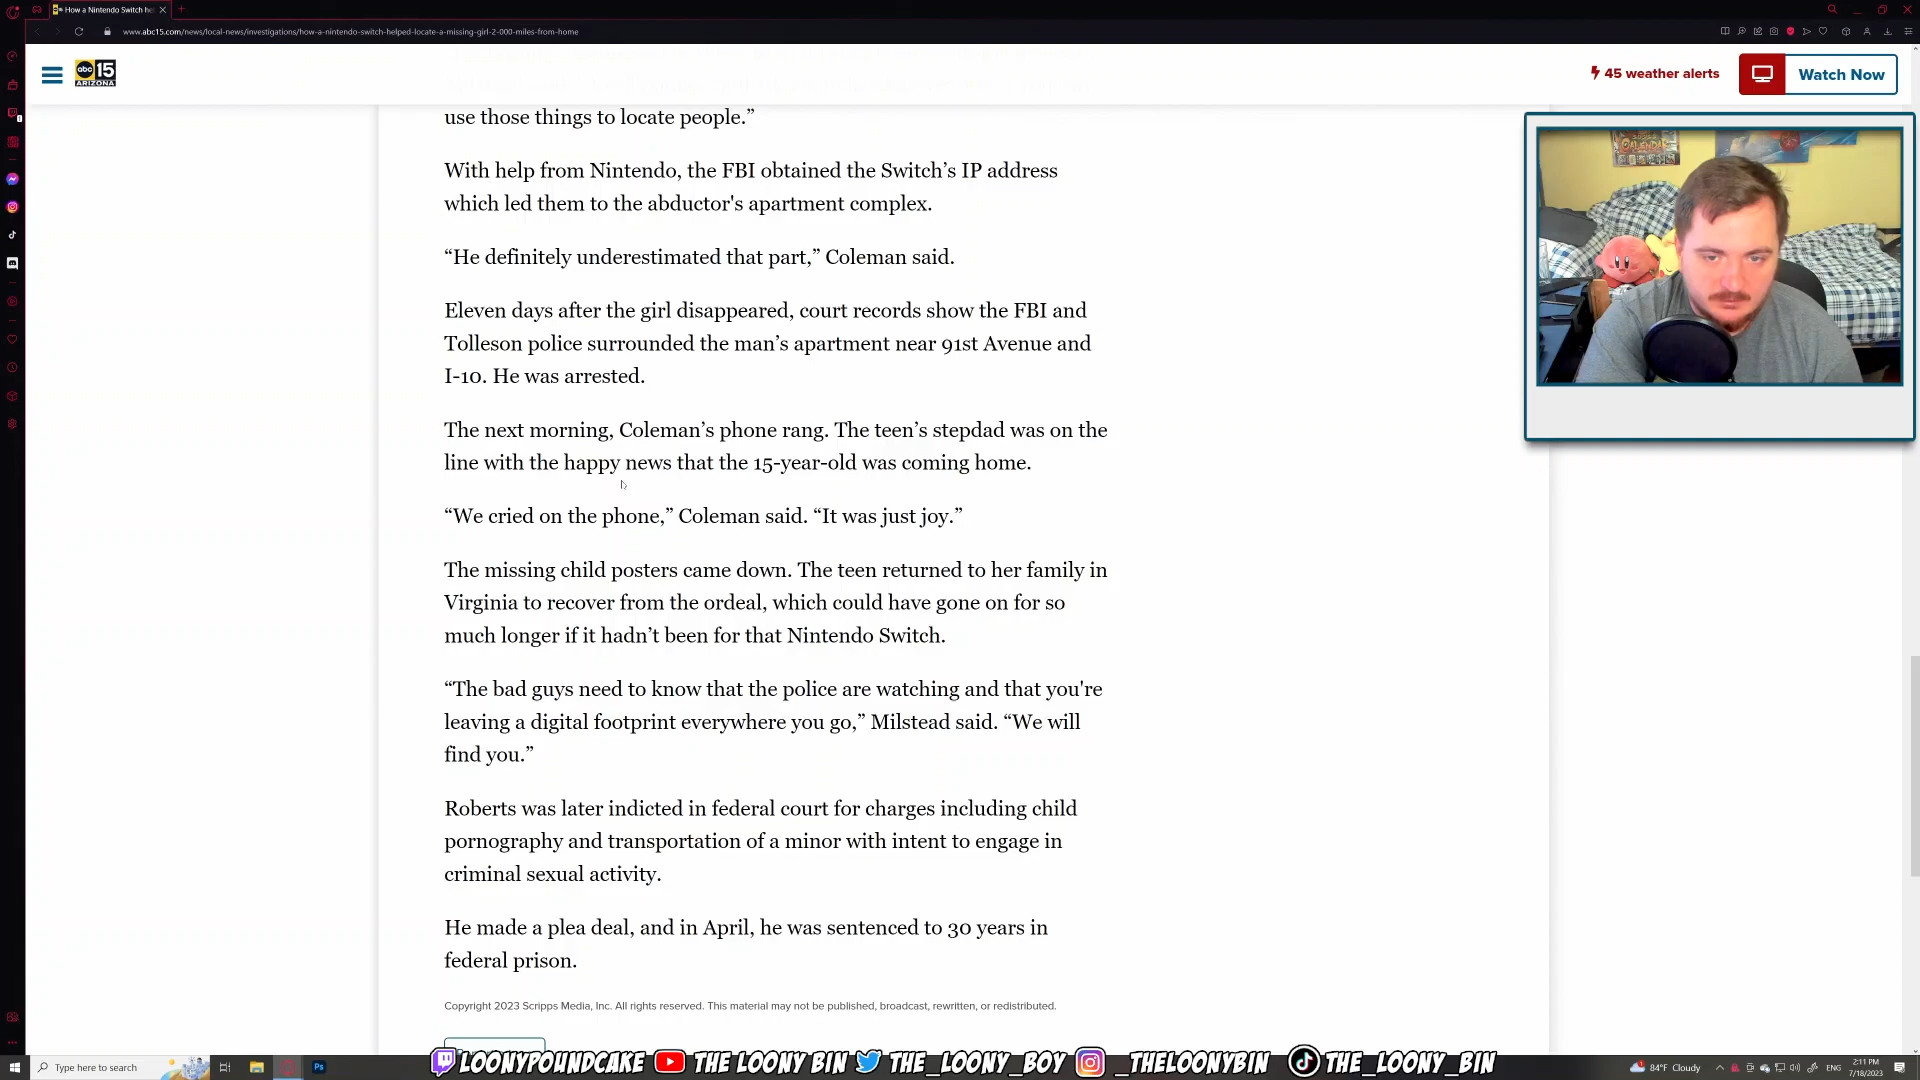 How a Nintendo Switch he
www.abc15.com/news/local-news/investigations/how-a-nintendo-switch-helped-locate-a-missing-girl-2-000-miles-from-home
abc 15
ARIZONA
45 weather alerts
Watch Now
use those things to locate people.”
With help from Nintendo, the FBI obtained the Switch’s IP address
which led them to the abductor's apartment complex.
“He definitely underestimated that part,” Coleman said.
Eleven days after the girl disappeared, court records show the FBI and
Tolleson police surrounded the man’s apartment near 91st Avenue and
I-10. He was arrested.
The next morning, Coleman’s phone rang. The teen’s stepdad was on the
line with the happy news that the 15-year-old was coming home.
“We cried on the phone,” Coleman said. “It was just joy.”
The missing child posters came down. The teen returned to her family in
Virginia to recover from the ordeal, which could have gone on for so
much longer if it hadn’t been for that Nintendo Switch.
“The bad guys need to know that the police are watching and that you're
leaving a digital footprint everywhere you go,” Milstead said. “We will
find you.”
Roberts was later indicted in federal court for charges including child
pornography and transportation of a minor with intent to engage in
criminal sexual activity.
He made a plea deal, and in April, he was sentenced to 30 years in
federal prison.
Copyright 2023 Scripps Media, Inc. All rights reserved. This material may not be published, broadcast, rewritten, or redistributed.
LOONYPOUNDCAKE THE LOONY BIN THE_LOONY_BOY _THELOONYBIN THE_LOONY_BIN
Type here to search
Ps
84°F Cloudy
ENG
2:11 PM
7/18/2023